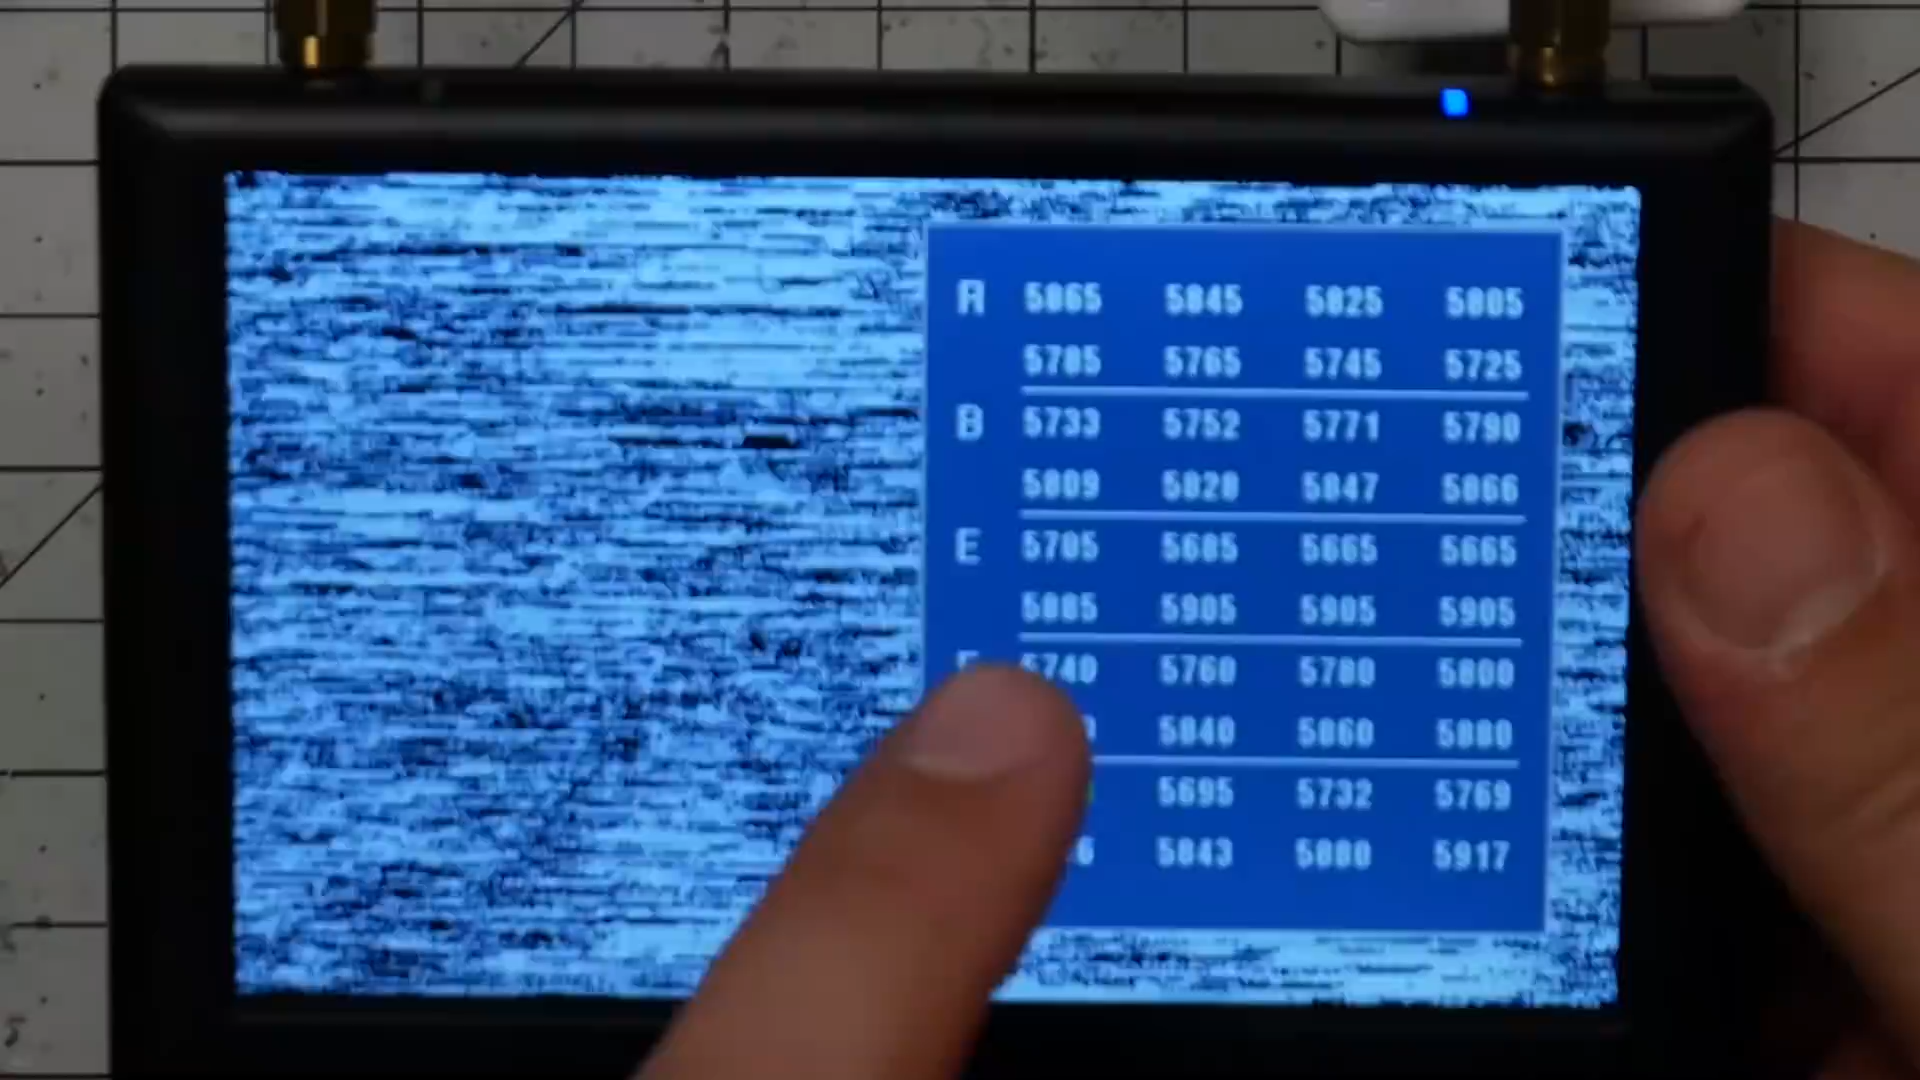 A 5865 5845 5825 5805
5785 5765 5745 5725
B 5733 5752 5771 5790
5809 5828 5847 5866
E 5705 5685 5665 5665
5885 5905 5905 5905
5740 5760 5780 5800
5840 5860 5880
5695 5732 5769
5843 5880 5917